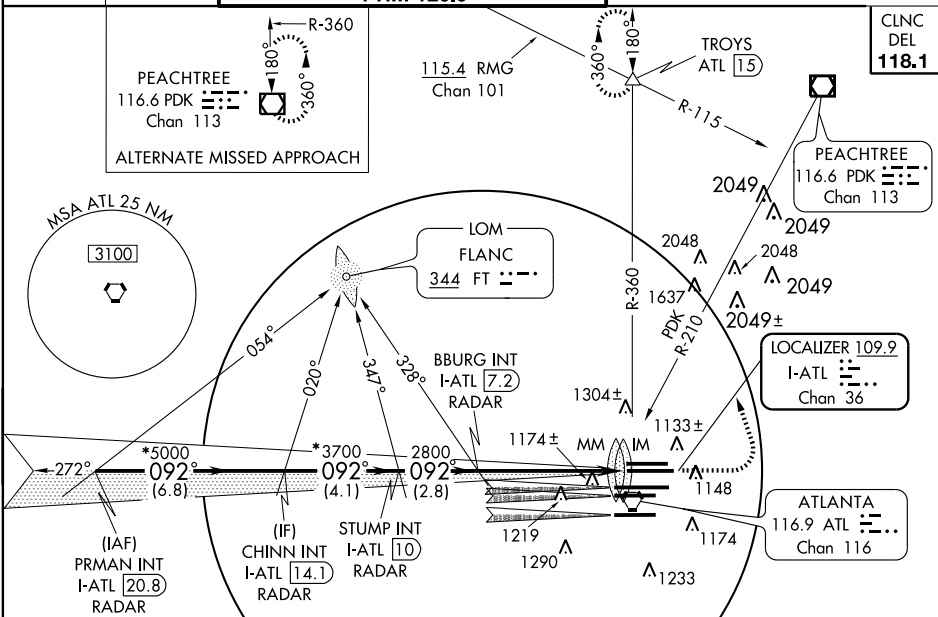 R-360
180°
360°
PEACHTREE
116.6 PDK
Chan 113
ALTERNATE MISSED APPROACH
115.4 RMG
Chan 101
360°
180°
TROYS
ATL 15
R-115
CLNC
DEL
118.1
PEACHTREE
116.6 PDK
Chan 113
MSA ATL 25 NM
3100
LOM
FLANC
344 FT
2049
2049
2048
2048
2049
1637
2049±
R-360
PDK
R-210
054°
020°
347°
328°
BBURG INT
I-ATL 7.2
RADAR
LOCALIZER 109.9
I-ATL
Chan 36
1304±
1133±
1174±
MM
IM
272°
*5000
092°
(6.8)
*3700
092°
(4.1)
2800
092°
(2.8)
1148
1219
1290
1174
1233
(IAF)
PRMAN INT
I-ATL 20.8
RADAR
(IF)
CHINN INT
I-ATL 14.1
RADAR
STUMP INT
I-ATL 10
RADAR
ATLANTA
116.9 ATL
Chan 116